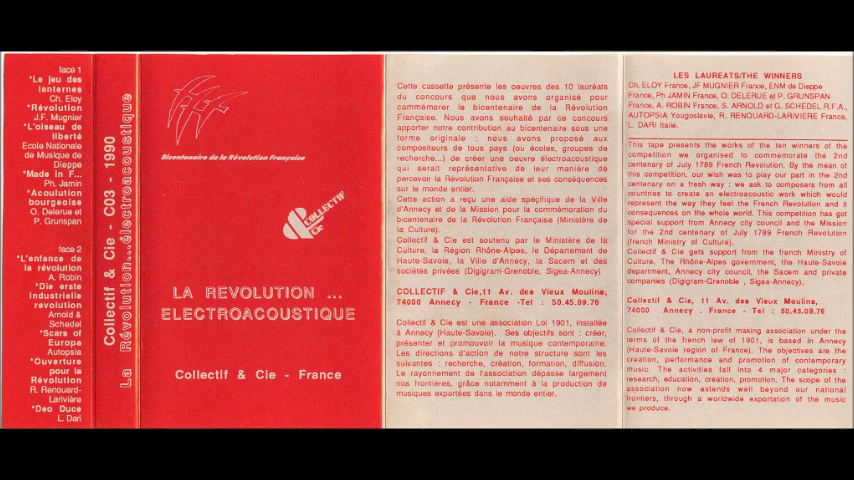 face 1
*Le jeu des
lanternes
Ch. Eloy
*Révolution
J.F. Mugnier
*L'oiseau de
liberté
Ecole Nationale
de Musique de
Dieppe
*Made in F...
Ph. Jamin
*Acoulution
bourgeoise
O. Delerue et
P. Grunspan
face 2
*L'enfance de
la révolution
A. Robin
*Die erste
industrielle
revolution
Arnold &
Schedel
*Scars of
Europa
Autopsia
*Ouverture
pour la
Révolution
R. Renouard-
Larivière
*Deo Duce
L. Dari
Collectif & Cie - C03 - 1990
La Révolution...électroacoustique
Bicentenaire de la Révolution Française
& COLLECTIF
Cie
LA REVOLUTION ...
ELECTROACOUSTIQUE
Collectif & Cie - France
Cette cassette présente les oeuvres des 10 lauréats
du concours que nous avons organisé pour
commémorer le bicentenaire de la Révolution
Française. Nous avons souhaité par ce concours
apporter notre contribution au bicentenaire sous une
forme originale : nous avons proposé aux
compositeurs de tous pays (ou écoles, groupes de
recherche...) de créer une oeuvre électroacoustique
qui serait représentative de leur manière de
percevoir la Révolution Française et ses conséquences
sur le monde entier.
Cette action a reçu une aide spéçifique de la Ville
d'Annecy et de la Mission pour la commémoration du
bicentenaire de la Révolution Française (Ministère de
la Culture).
Collectif & Cie est soutenu par le Ministère de la
Culture, la Région Rhône-Alpes, le Département de
Haute-Savoie, la Ville d'Annecy, la Sacem et des
sociétés privées (Digigram-Grenoble, Sigea-Annecy)
COLLECTIF & Cie,11 Av. des Vieux Moulins,
74000 Annecy - France -Tel : 50.45.09.76
Collectif & Cie est une association Loi 1901, installée
à Annecy (Haute-Savoie). Ses objectifs sont : créer,
présenter et promouvoir la musique contemporaine.
Les directions d'action de notre structure sont les
suivantes : recherche, création, formation, diffusion.
Le rayonnement de l'association dépasse largement
nos frontières, grâce notamment à la production de
musiques exportées dans le monde entier.
LES LAUREATS/THE WINNERS
Ch. ELOY France, JF MUGNIER France, ENM de Dieppe
France, Ph JAMIN France, O. DELERUE et P. GRUNSPAN
France, A. ROBIN France, S. ARNOLD et G. SCHEDEL R.F.A.,
AUTOPSIA Yougoslavie, R. RENOUARD-LARIVIERE France,
L. DARI Italie.
This tape presents the works of the ten winners of the
competition we organised to commemorate the 2nd
centenary of July 1789 French Revolution. By the mean of
this competition, our wish was to play our part in the 2nd
centenary on a fresh way : we ask to composers from all
countries to create an electroacoustic work which would
represent the way they feel the French Revolution and it
consequences on the whole world. This competition has got
special support from Annecy city council and the Mission
for the 2nd centenary of July 1789 French Revolution
(french Ministry of Culture).
Collectif & Cie gets support from the french Ministry of
Culture, The Rhône-Alpes government, the Haute-Savoie
department, Annecy city council, the Sacem and private
companies (Digigram-Grenoble , Sigea-Annecy).
Collectif & Cie, 11 Av. des Vieux Moulins,
74000 Annecy - France - Tel : 50.45.09.76
Collectif & Cie, a non-profit making association under the
terms of the french law of 1901, is based in Annecy
(Haute-Savoie region of France). The objectives are the
creation, performance and promotion of contemporary
music. The activities fall into 4 major categories :
research, education, creation, promotion. The scope of the
association now extends well beyond our national
frontiers, through a worldwide exportation of the music
we produce.